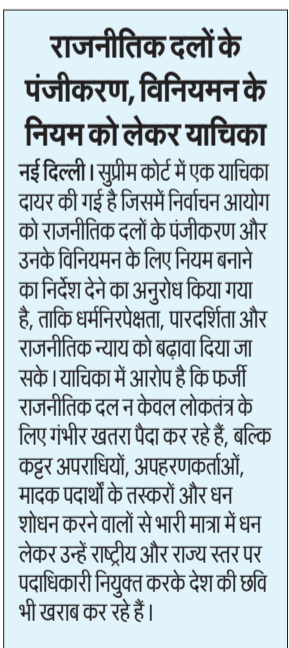 राजनीतिक दलों के
पंजीकरण, विनियमन के
नियम को लेकर याचिका
नई दिल्ली। सुप्रीम कोर्ट में एक याचिका
दायर की गई है जिसमें निर्वाचन आयोग
को राजनीतिक दलों के पंजीकरण और
उनके विनियमन के लिए नियम बनाने
का निर्देश देने का अनुरोध किया गया
है, ताकि धर्मनिरपेक्षता, पारदर्शिता और
राजनीतिक न्याय को बढ़ावा दिया जा
सके। याचिका में आरोप है कि फर्जी
राजनीतिक दल न केवल लोकतंत्र के
लिए गंभीर खतरा पैदा कर रहे हैं, बल्कि
कट्टर अपराधियों, अपहरणकर्ताओं,
मादक पदार्थों के तस्करों और धन
शोधन करने वालों से भारी मात्रा में धन
लेकर उन्हें राष्ट्रीय और राज्य स्तर पर
पदाधिकारी नियुक्त करके देश की छवि
भी खराब कर रहे हैं।